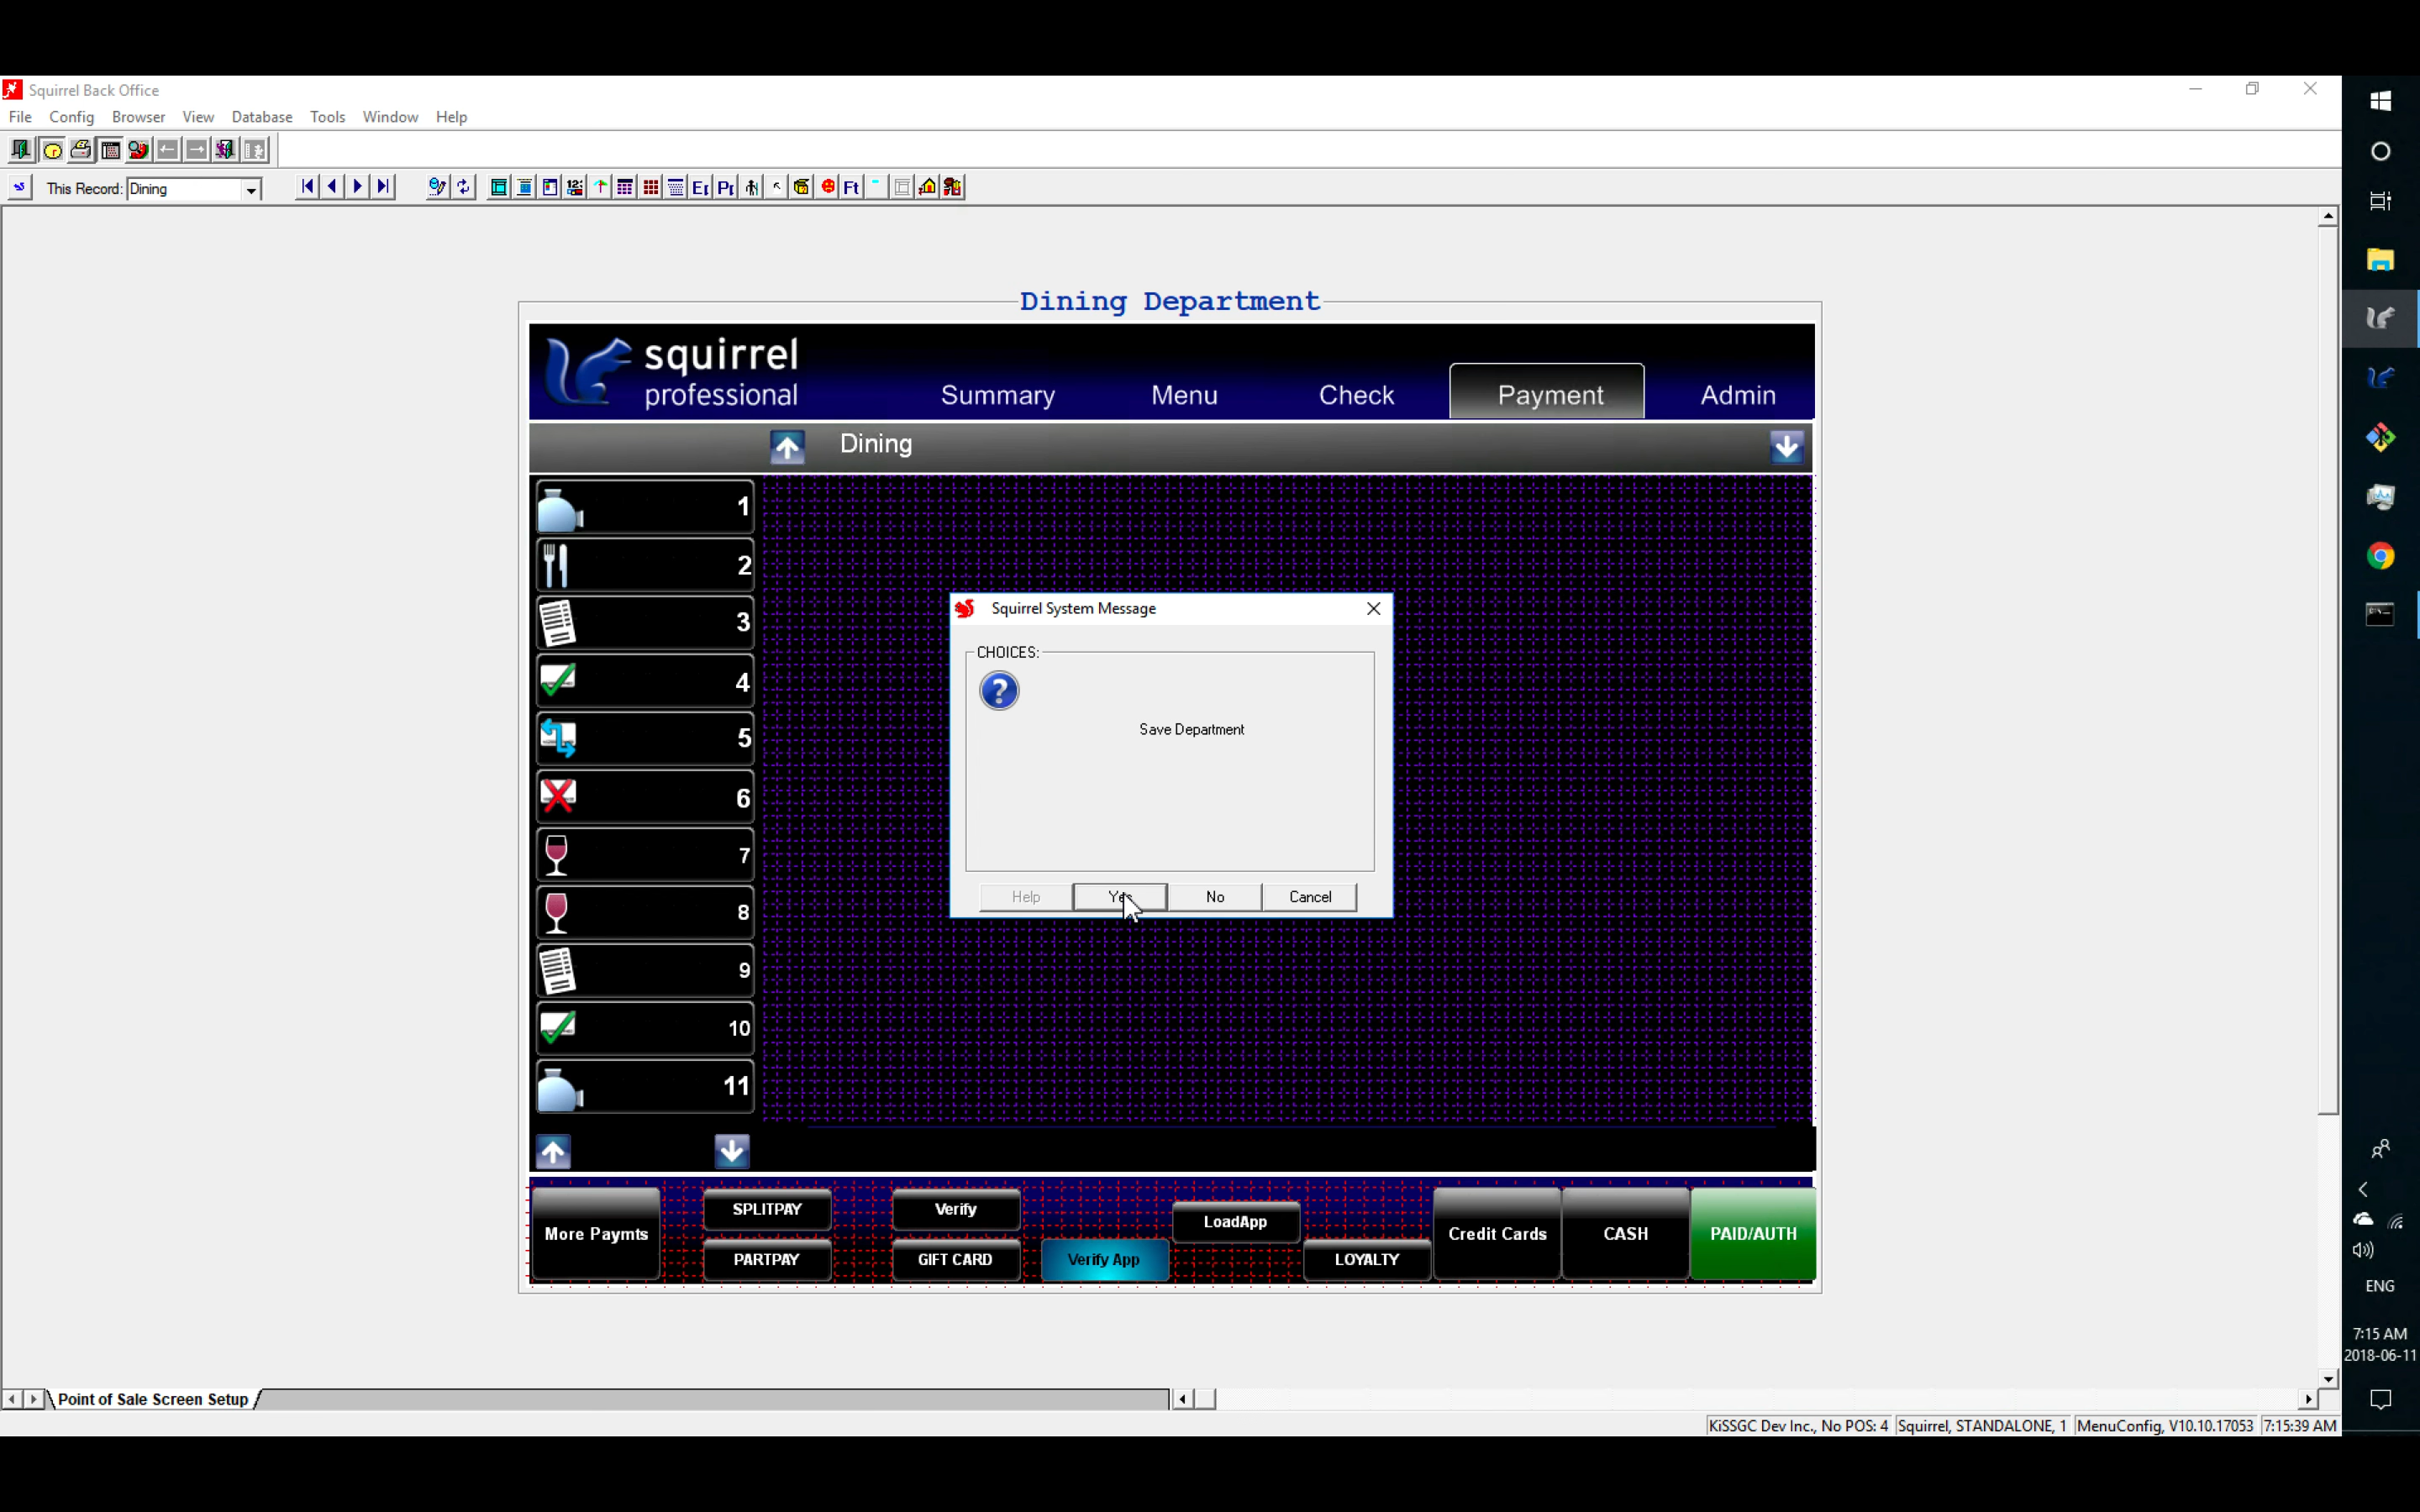 Squirrel Back Office
File Config Browser View Database Tools Window Help
This Record: Dining
Ft
Dining Department
squirrel
professional
Summary Menu Check Payment Admin
Dining
1
2
3
4
5
6
7
8
9
10
11
Squirrel System Message
CHOICES:
?
Save Department
Help Yes No Cancel
More Paymts
SPLITPAY
PARTPAY
Verify
GIFT CARD
Verify App
LoadApp
LOYALTY
Credit Cards
CASH
PAID/AUTH
Point of Sale Screen Setup
KiSSGC Dev Inc., No POS: 4 Squirrel, STANDALONE, 1 MenuConfig, V10.10.17053 7:15:39 AM
ENG
7:15 AM
2018-06-11